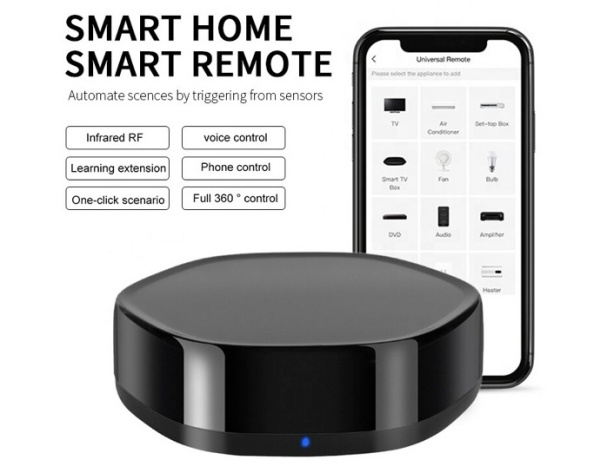 SMART HOME
SMART REMOTE
Automate scences by triggering from sensors
Infrared RF
voice control
Learning extension
Phone control
One-click scenario
Full 360 ° control
Universal Remote
Please select the appliance to add
TV
Air
Conditioner
Set-top Box
Smart TV
Box
Fan
Bulb
DVD
Audio
Amplifier
Heater